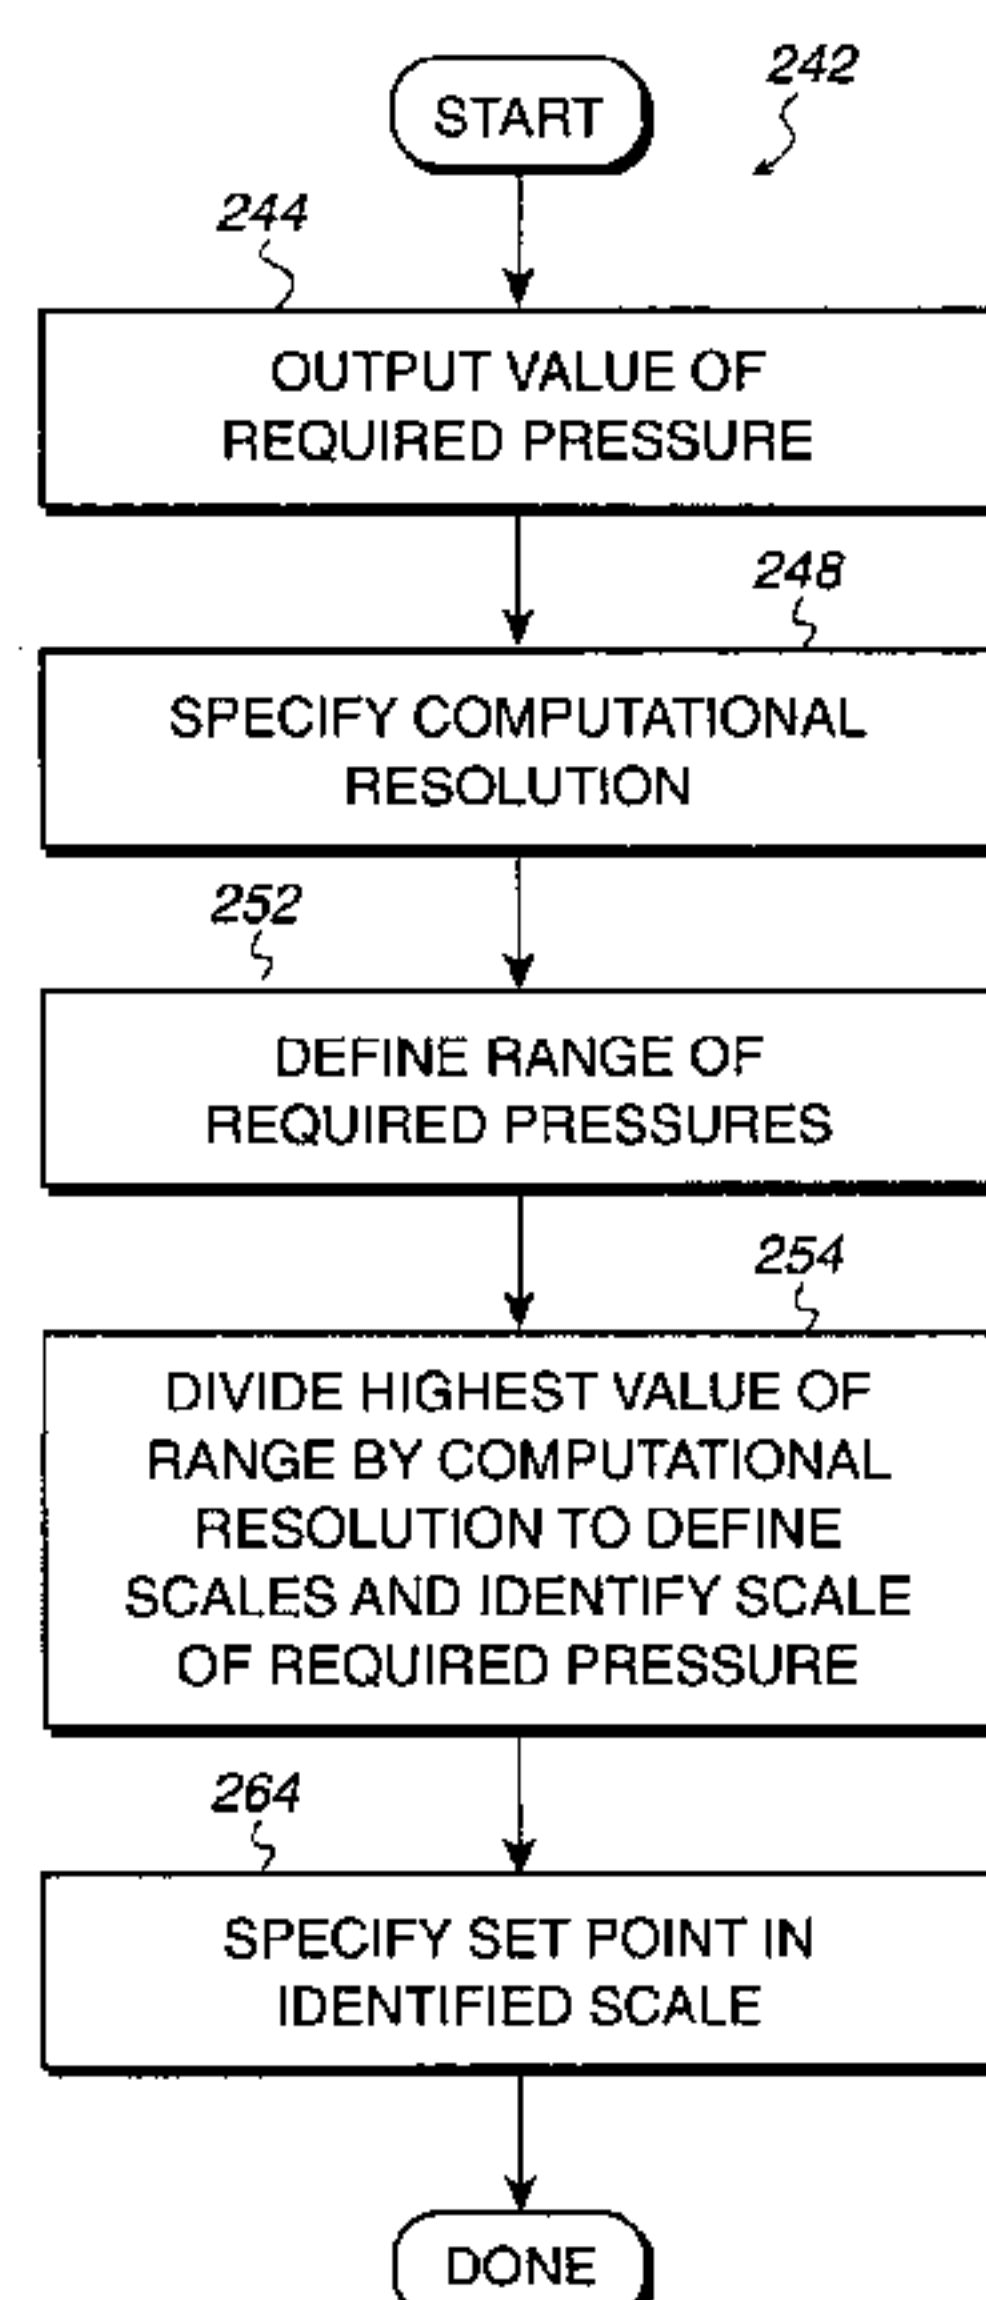 242
START
244
OUTPUT VALUE OF
REQUIRED PRESSURE
248
SPECIFY COMPUTATIONAL
RESOLUTION
252
DEFINE RANGE OF
REQUIRED PRESSURES
254
DIVIDE HIGHEST VALUE OF
RANGE BY COMPUTATIONAL
RESOLUTION TO DEFINE
SCALES AND IDENTIFY SCALE
OF REQUIRED PRESSURE
264
SPECIFY SET POINT IN
IDENTIFIED SCALE
DONE